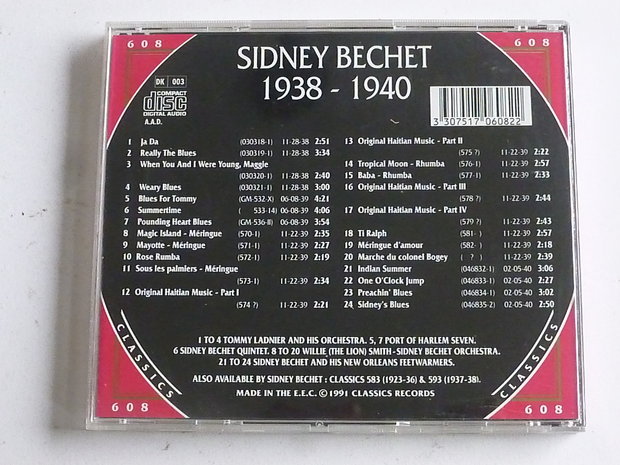 608
608
SIDNEY BECHET
1938 - 1940
DK 003
COMPACT
disc
DIGITAL AUDIO
A.A.D.
3 307517 060822
1 Ja Da (030318-1) 11-28-38 2:51
2 Really The Blues (030319-1) 11-28-38 3:34
3 When You And I Were Young, Maggie
(030320-1) 11-28-38 2:40
4 Weary Blues (030321-1) 11-28-38 3:00
5 Blues For Tommy (GM-532-X) 06-08-39 4:21
6 Summertime ( 533-14) 06-08-39 4:06
7 Pounding Heart Blues (GM-536-II) 06-08-39 3:54
8 Magic Island - Méringue (570-1) 11-22-39 2:35
9 Mayotte - Méringue (571-1) 11-22-39 2:27
10 Rose Rumba (572-1) 11-22-39 2:19
11 Sous les palmiers - Méringue
(573-1) 11-22-39 2:34
12 Original Haitian Music - Part I
(574 ?) 11-22-39 2:21
13 Original Haitian Music - Part II
(575 ?) 11-22-39 2:22
14 Tropical Moon - Rhumba (576-1) 11-22-39 2:57
15 Baba - Rhumba (577-1) 11-22-39 2:33
16 Original Haitian Music - Part III
(578 ?) 11-22-39 2:44
17 Original Haitian Music - Part IV
(579 ?) 11-22-39 2:43
18 Ti Ralph (581- ) 11-22-39 2:57
19 Méringue d'amour (582- ) 11-22-39 2:18
20 Marche du colonel Bogey ( ? ) 11-22-39 2:39
21 Indian Summer (046832-1) 02-05-40 3:06
22 One O'Clock Jump (046833-1) 02-05-40 3:27
23 Preachin' Blues (046834-1) 02-05-40 3:02
24 Sidney's Blues (046835-2) 02-05-40 2:50
1 TO 4 TOMMY LADNIER AND HIS ORCHESTRA. 5, 7 PORT OF HARLEM SEVEN.
6 SIDNEY BECHET QUINTET. 8 TO 20 WILLIE (THE LION) SMITH-SIDNEY BECHET ORCHESTRA.
21 TO 24 SIDNEY BECHET AND HIS NEW ORLEANS FEETWARMERS.
ALSO AVAILABLE BY SIDNEY BECHET : CLASSICS 583 (1923-36) & 593 (1937-38).
MADE IN THE E.E.C. ©1991 CLASSICS RECORDS
CLASSICS
CLASSICS
608
608